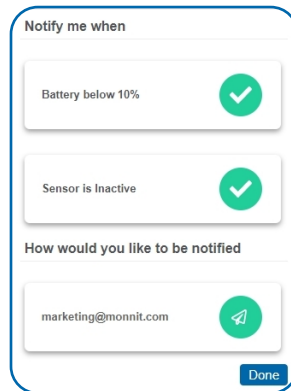 Notify me when
Battery below 10%
Sensor is Inactive
How would you like to be notified
marketing@monnit.com
Done